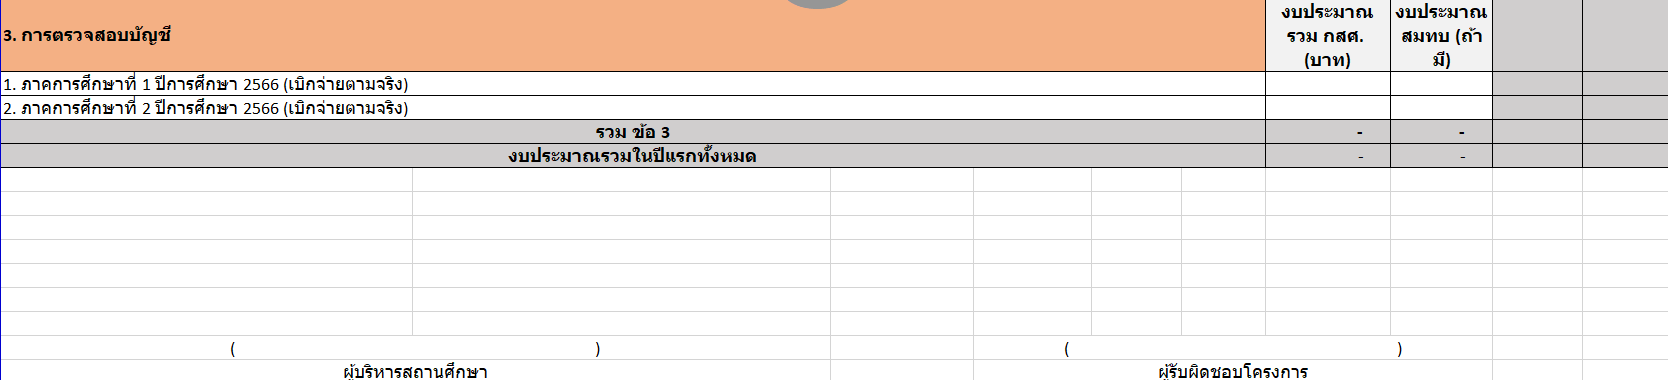 3. การตรวจสอบบัญชี
งบประมาณ
รวม กสศ.
(บาท)
งบประมาณ
สมทบ (ถ้า
มี)
1. ภาคการศึกษาที่ 1 ปีการศึกษา 2566 (เบิกจ่ายตามจริง)
2. ภาคการศึกษาที่ 2 ปีการศึกษา 2566 (เบิกจ่ายตามจริง)
รวม ข้อ 3 - -
งบประมาณรวมในปีแรกทั้งหมด - -
( ) ( )
ผู้บริหารสถานศึกษา ผู้รับผิดชอบโครงการ